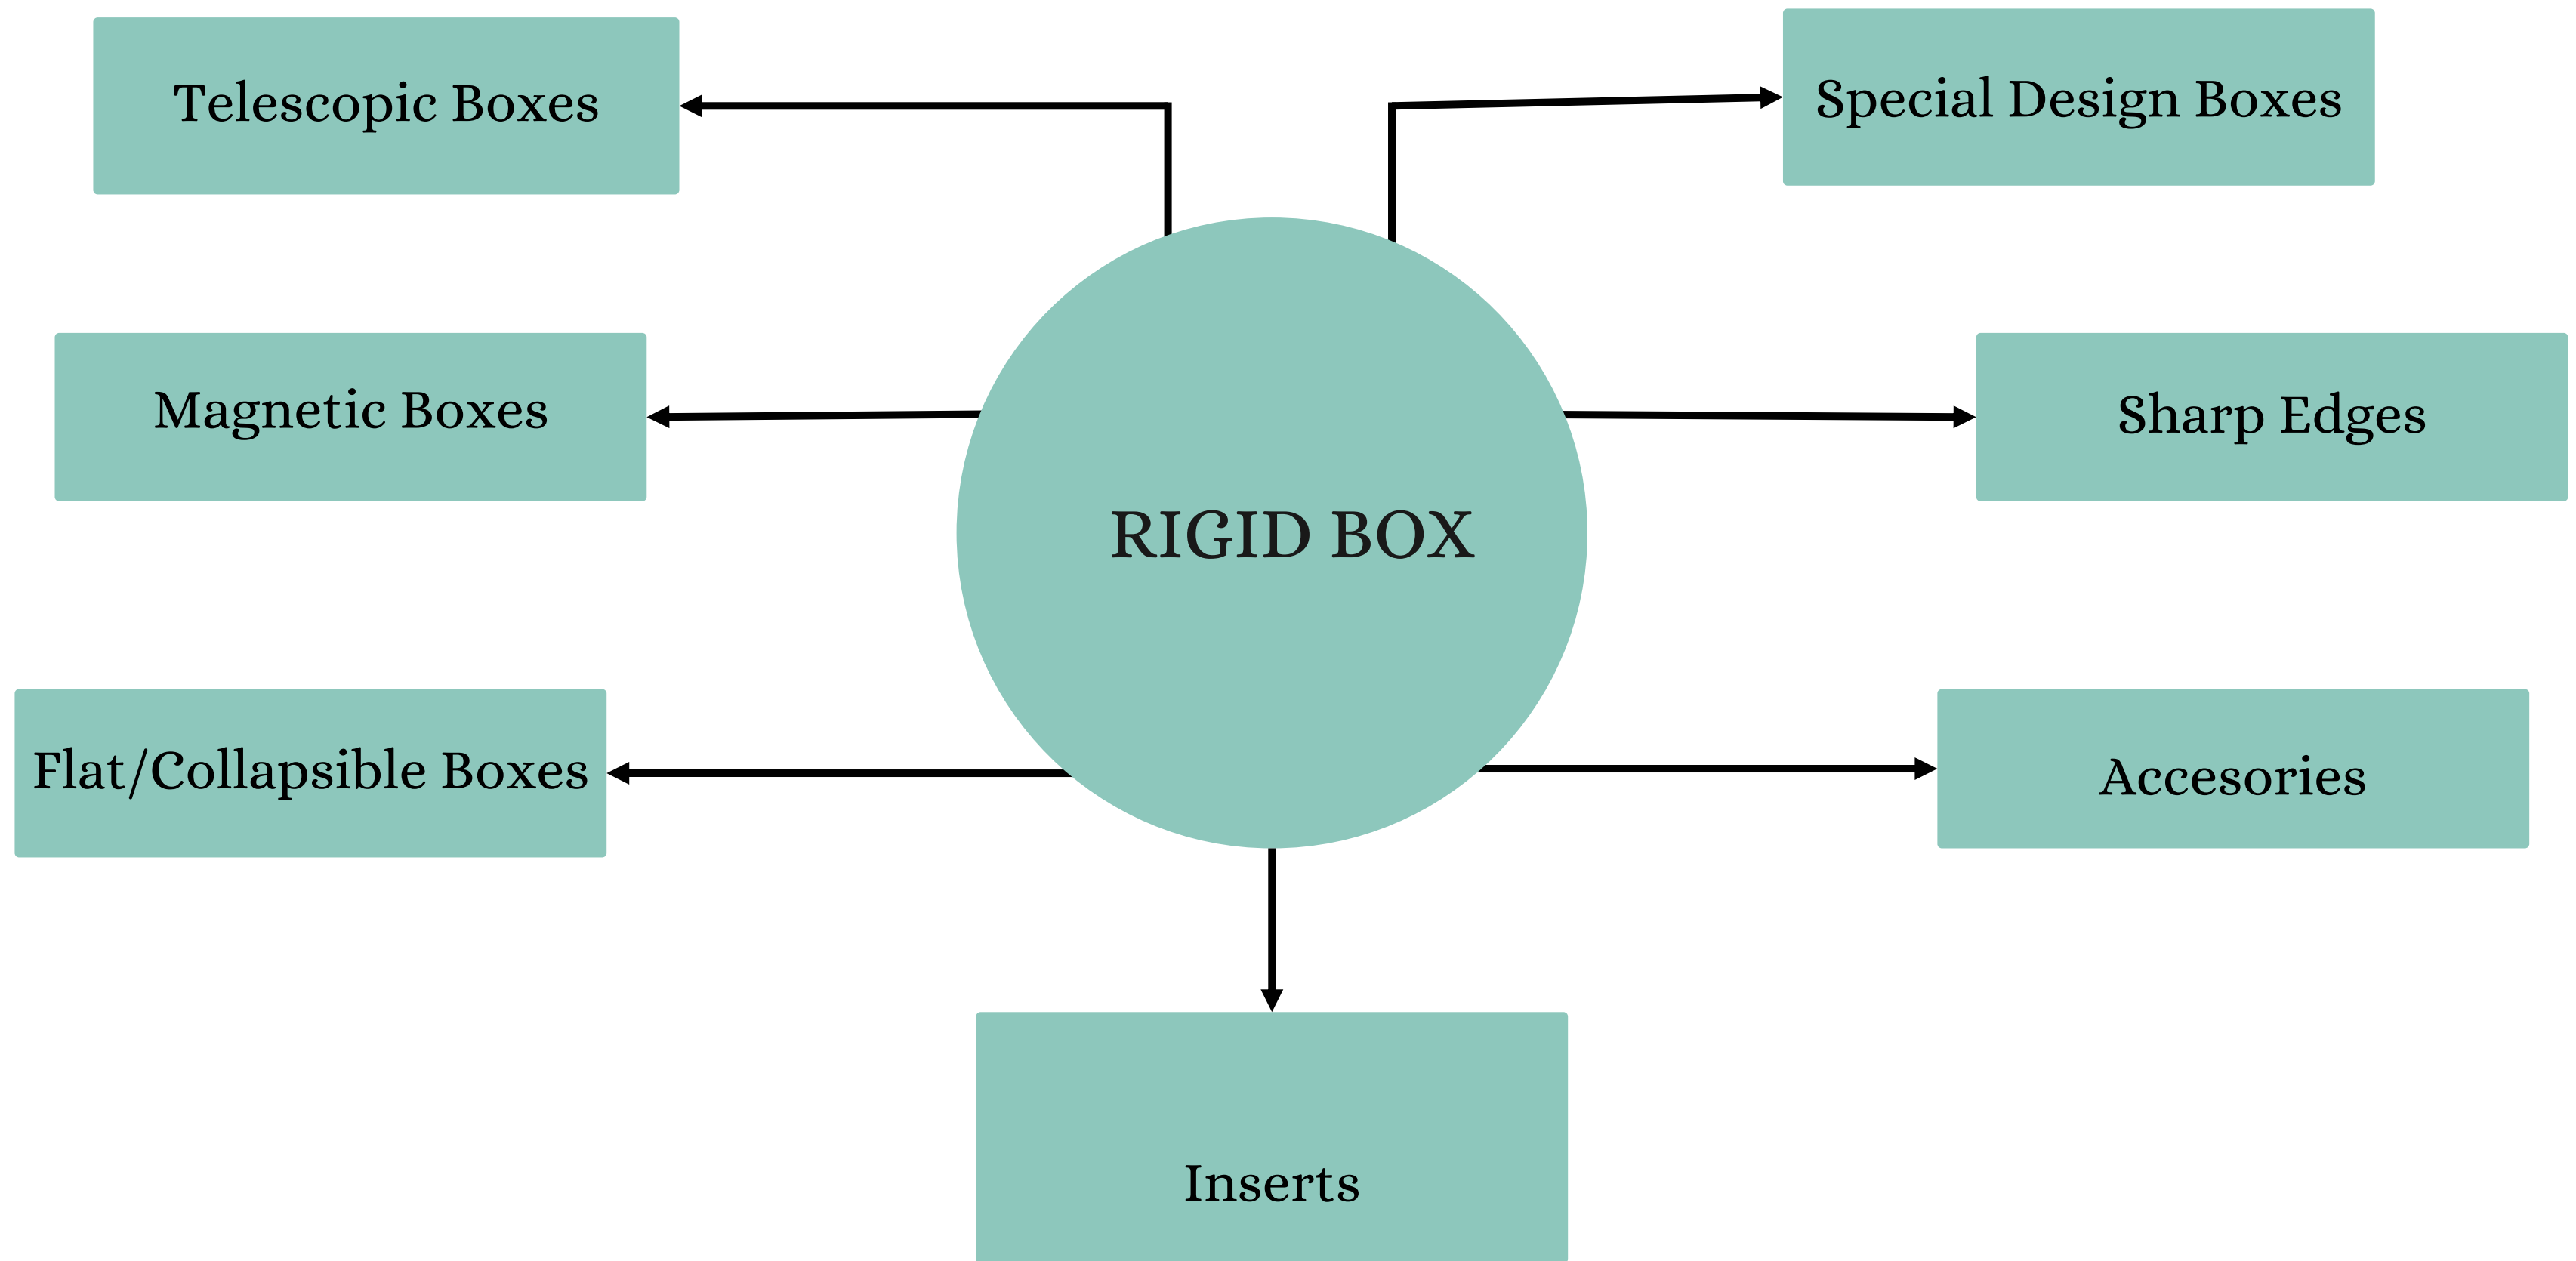 Telescopic Boxes
Special Design Boxes
Magnetic Boxes
Sharp Edges
RIGID BOX
Flat/Collapsible Boxes
Accesories
Inserts